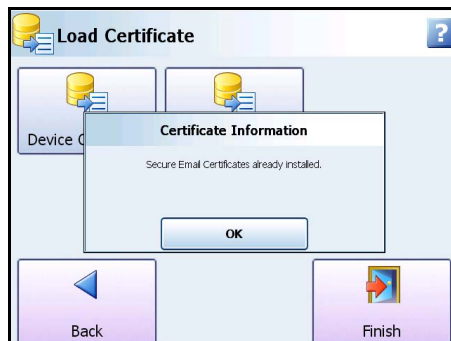 Load Certificate
?
Device
Certificate Information
Secure Email Certificates already installed.
OK
Back
Finish